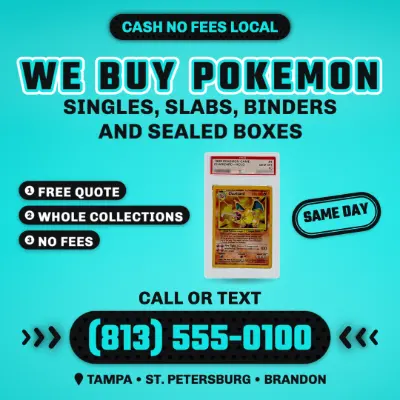 CASH NO FEES LOCAL
WE BUY POKEMON
SINGLES, SLABS, BINDERS
AND SEALED BOXES
1 FREE QUOTE
2 WHOLE COLLECTIONS
3 NO FEES
SAME DAY
CALL OR TEXT
(813) 555-0100
TAMPA • ST. PETERSBURG • BRANDON